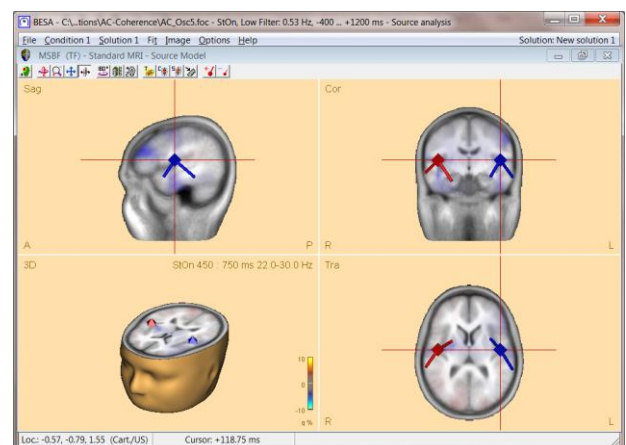 BESA - C:\...tions\AC-Coherence\AC_Osc5.foc - StOn, Low Filter: 0.53 Hz, -400 ... +1200 ms - Source analysis
File Condition 1 Solution 1 Fit Image Options Help Solution: New solution 1
MSBF (TF) - Standard MRI - Source Model
Sag
Cor
A P
R L
3D StOn 450 : 750 ms 22.0-30.0 Hz
Tra
10
0
-10
q %
R L
Loc.: -0.57, -0.79, 1.55 (Cart./US) Cursor: +118.75 ms